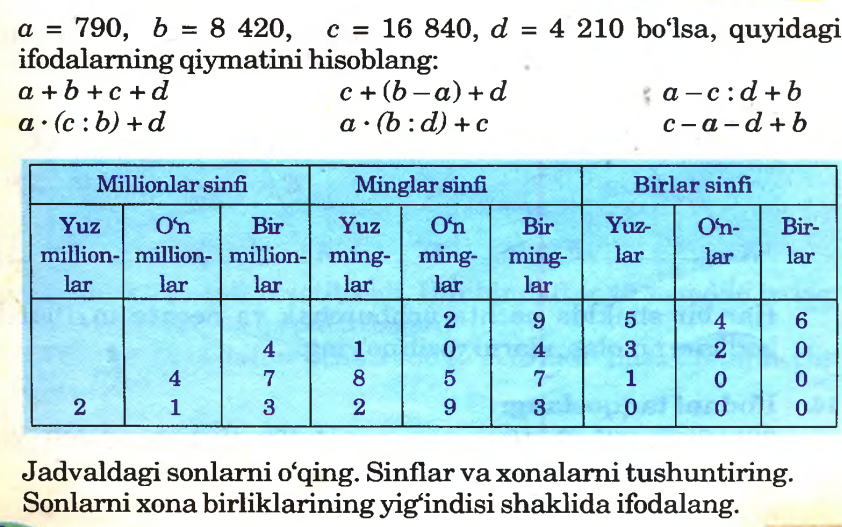 a = 790, b = 8 420, c = 16 840, d = 4 210 bo‘lsa, quyidagi
ifodalarning qiymatini hisoblang:
a + b + c + d c + (b – a) + d a – c : d + b
a · (c : b) + d a · (b : d) + c c – a – d + b
Millionlar sinfi Minglar sinfi Birlar sinfi
Yuz O‘n Bir Yuz O‘n Bir Yuz- O‘n- Bir-
million- million- million- ming- ming- ming- lar lar lar
lar lar lar lar lar lar
2 9 5 4 6
4 1 9 4 3 2 0
4 7 8 5 7 1 0 0
2 1 3 2 9 3 0 0 0
Jadvaldagi sonlarni o‘qing. Sinflar va xonalarni tushuntiring.
Sonlarni xona birliklarining yig‘indisi shaklida ifodalang.